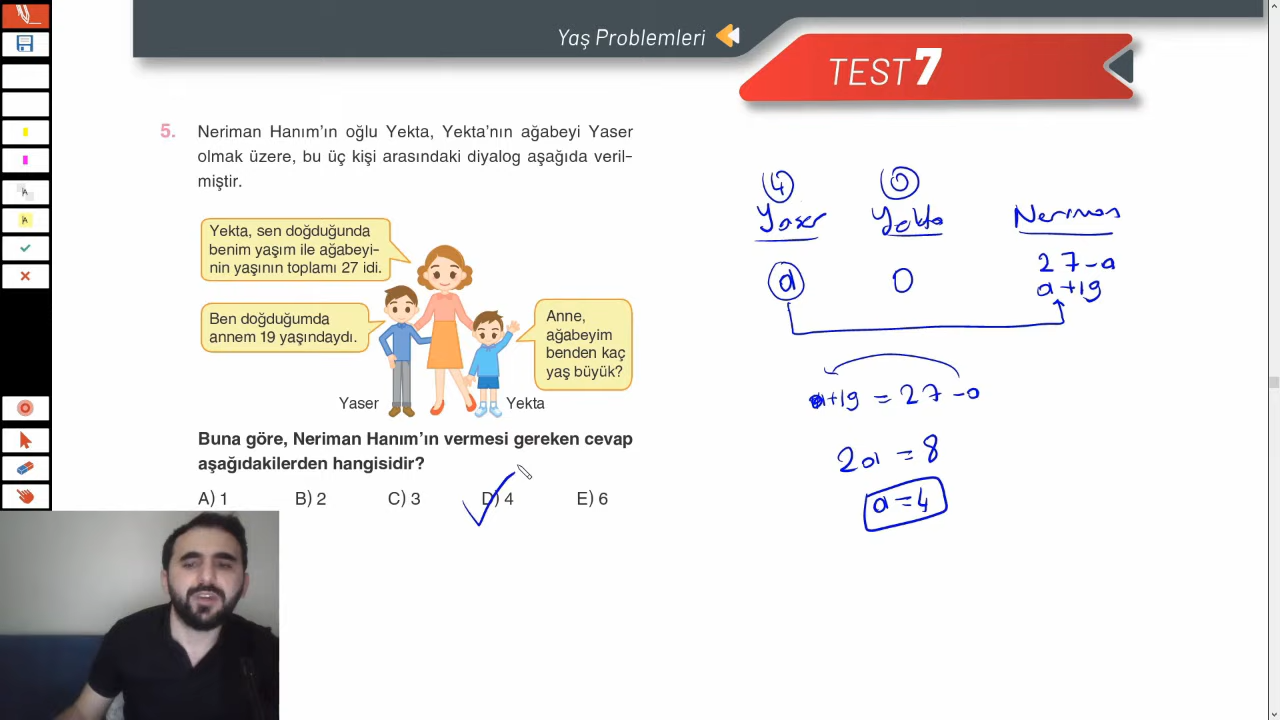 Yaş Problemleri
TEST 7
5. Neriman Hanım'ın oğlu Yekta, Yekta'nın ağabeyi Yaser
olmak üzere, bu üç kişi arasındaki diyalog aşağıda veril-
miştir.
Yekta, sen doğduğunda
benim yaşım ile ağabeyi-
nin yaşının toplamı 27 idi.
Ben doğduğumda
annem 19 yaşındaydı.
Anne,
ağabeyim
benden kaç
yaş büyük?
Yaser
Yekta
Buna göre, Neriman Hanım'ın vermesi gereken cevap
aşağıdakilerden hangisidir?
A) 1 B) 2 C) 3 D) 4 E) 6
4 0
Yaser Yekta Neriman
27-a
a 0 a+19
a+19 = 27-a
2a = 8
a = 4